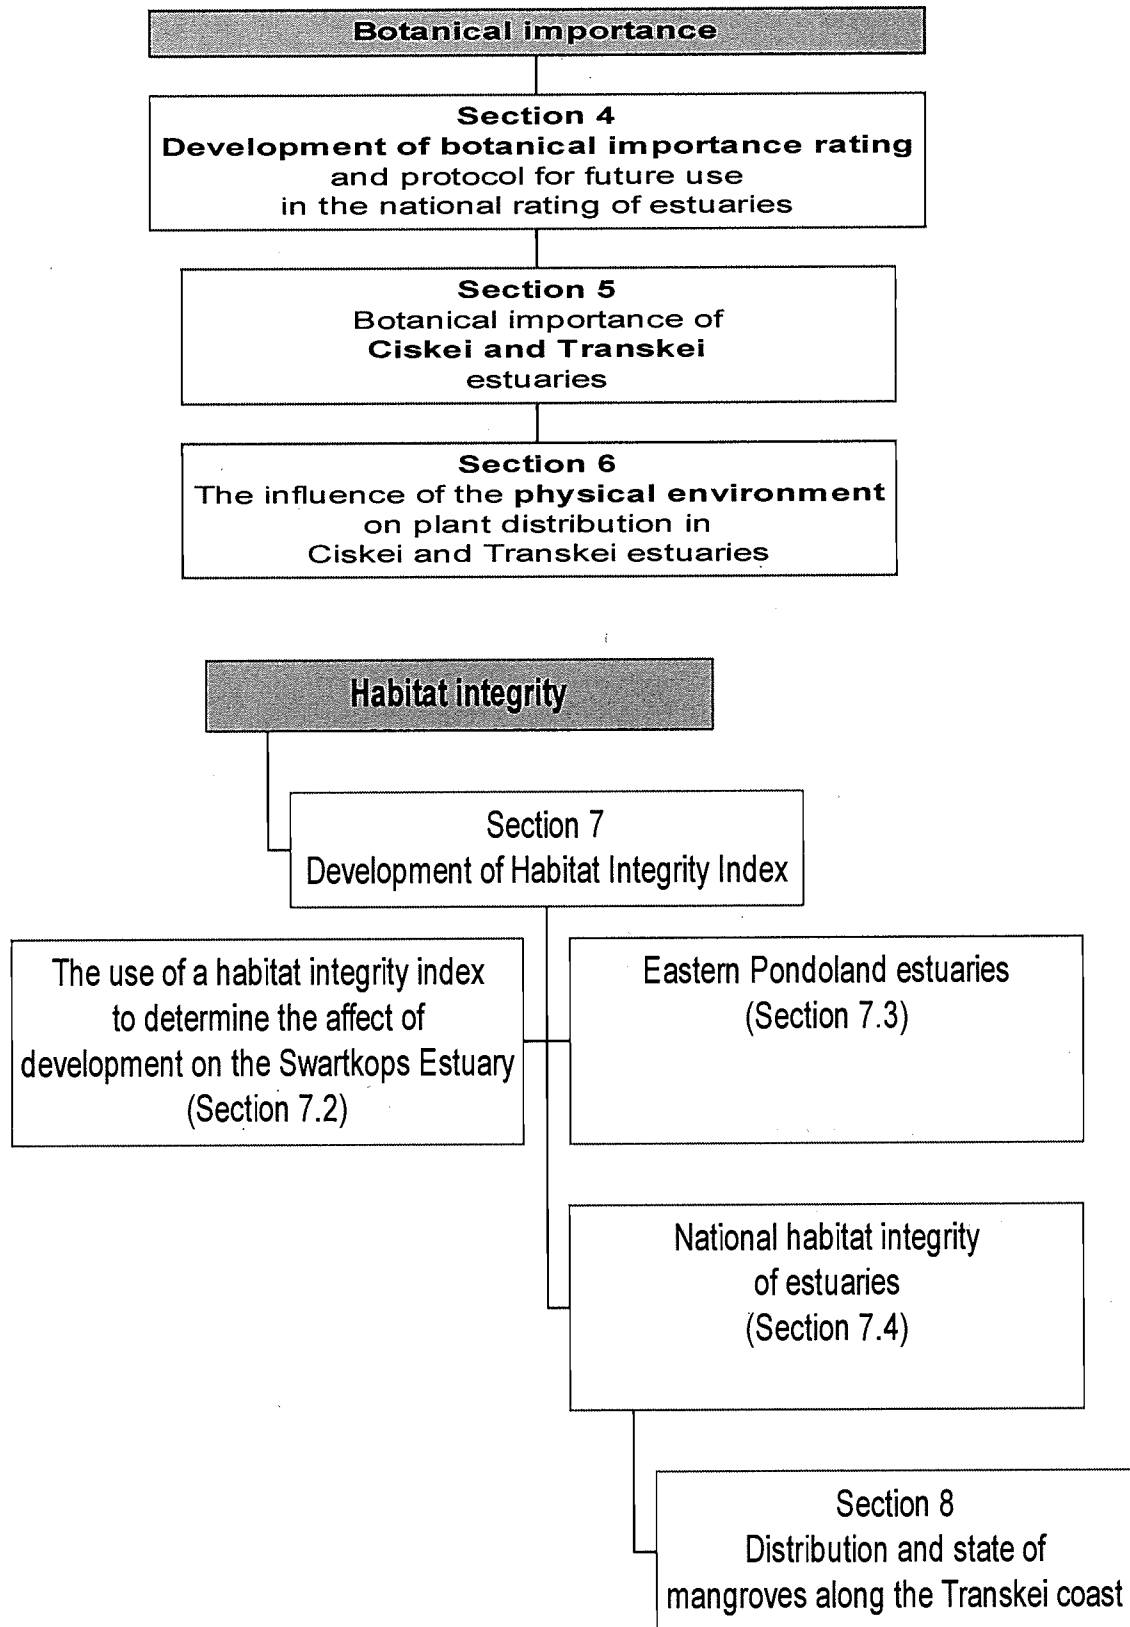 Botanical importance
Section 4
Development of botanical importance rating
and protocol for future use
in the national rating of estuaries
Section 5
Botanical importance of
Ciskei and Transkei
estuaries
Section 6
The influence of the physical environment
on plant distribution in
Ciskei and Transkei estuaries
Habitat integrity
Section 7
Development of Habitat Integrity Index
The use of a habitat integrity index
to determine the affect of
development on the Swartkops Estuary
(Section 7.2)
Eastern Pondoland estuaries
(Section 7.3)
National habitat integrity
of estuaries
(Section 7.4)
Section 8
Distribution and state of
mangroves along the Transkei coast